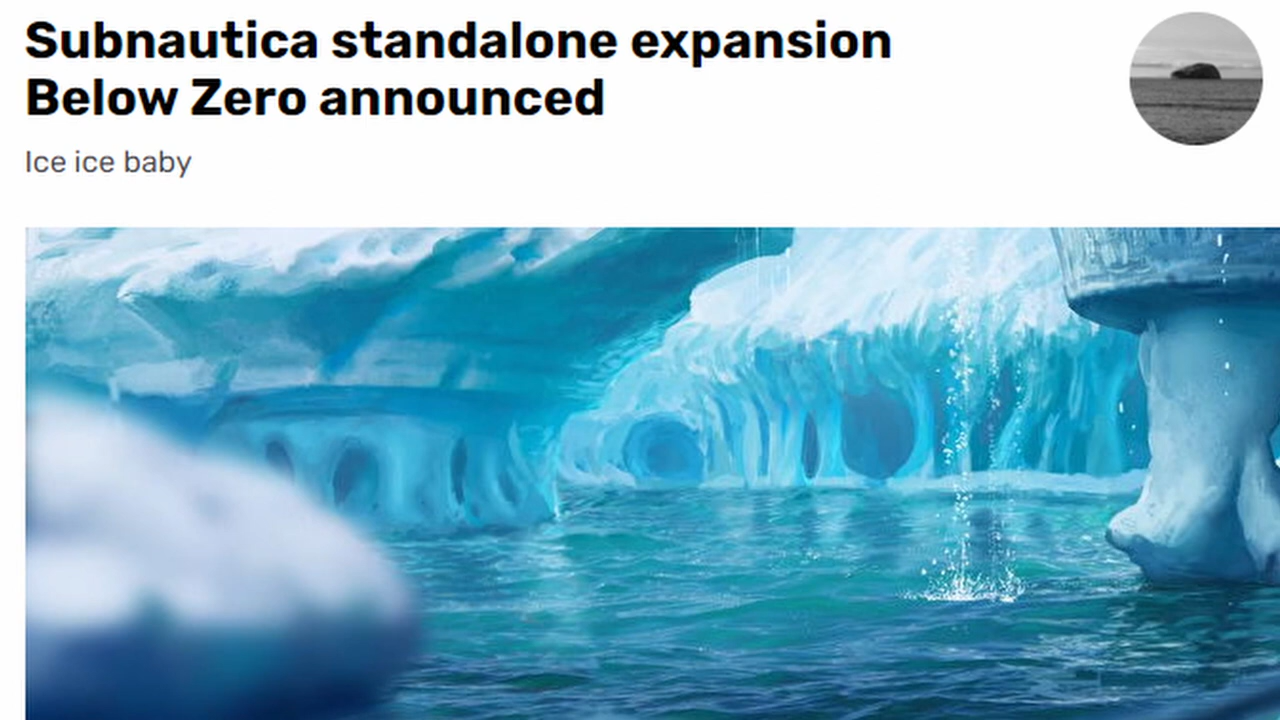 Subnautica standalone expansion
Below Zero announced
Ice ice baby